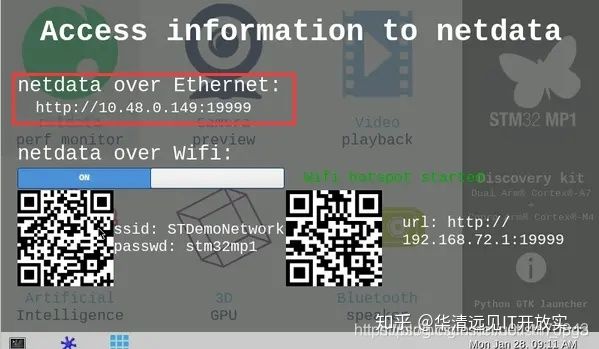 Access information to netdata
netdata over Ethernet:
http://10.48.0.149:19999
perf monitor
preview
Video
playback
STM32 MP1
netdata over Wifi:
ON
Wifi hotspot started
Discovery kit
Dual Arm® Cortex®-A7
+
Arm® Cortex®-M4
ssid: STDemoNetwork
passwd: stm32mp1
url: http://
192.168.72.1:19999
Artificial
Intelligence
3D
GPU
Bluetooth
speaker
Python GTK launcher
知乎 @华清远见IT开放实...
Mon Jan 28, 09:11 AM